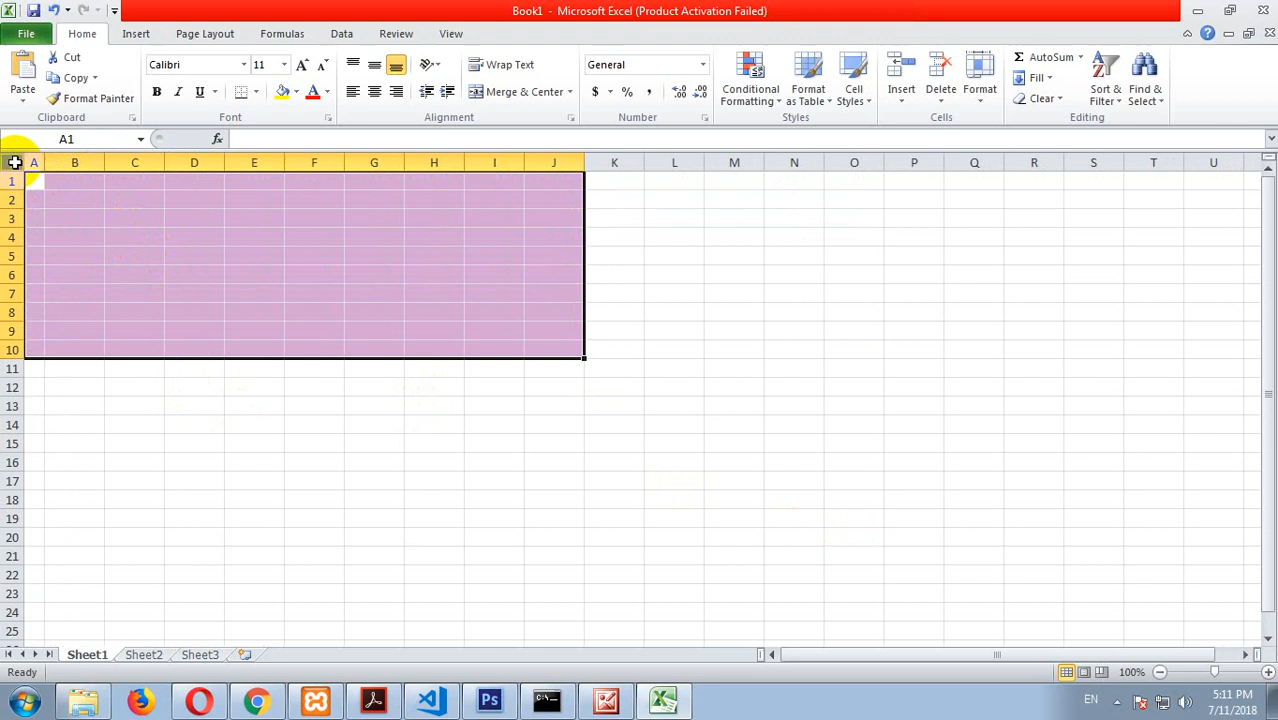 Book1 - Microsoft Excel (Product Activation Failed)
File Home Insert Page Layout Formulas Data Review View
Paste
Cut
Copy
Format Painter
Clipboard
Calibri 11
B I U
Font
Wrap Text
Merge & Center
Alignment
General
$ % ,
Number
Conditional Formatting
Format as Table
Cell Styles
Styles
Insert Delete Format
Cells
AutoSum
Fill
Clear
Sort & Filter
Find & Select
Editing
A1 fx
A B C D E F G H I J K L M N O P Q R S T U
1
2
3
4
5
6
7
8
9
10
11
12
13
14
15
16
17
18
19
20
21
22
23
24
25
Sheet1 Sheet2 Sheet3
Ready 100%
EN 5:11 PM
7/11/2018